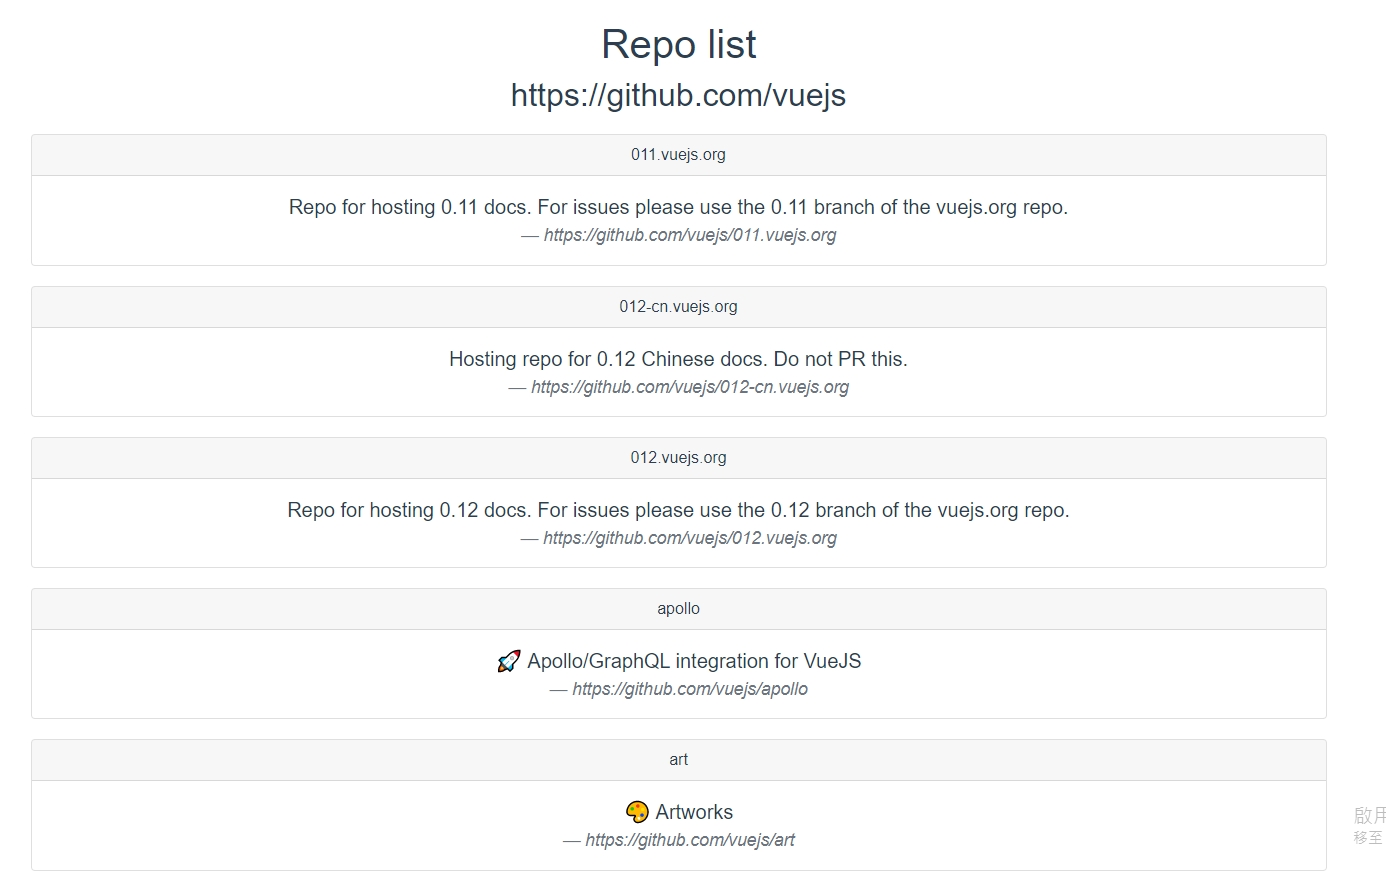 Repo list
https://github.com/vuejs
011.vuejs.org
Repo for hosting 0.11 docs. For issues please use the 0.11 branch of the vuejs.org repo.
— https://github.com/vuejs/011.vuejs.org
012-cn.vuejs.org
Hosting repo for 0.12 Chinese docs. Do not PR this.
— https://github.com/vuejs/012-cn.vuejs.org
012.vuejs.org
Repo for hosting 0.12 docs. For issues please use the 0.12 branch of the vuejs.org repo.
— https://github.com/vuejs/012.vuejs.org
apollo
🚀 Apollo/GraphQL integration for VueJS
— https://github.com/vuejs/apollo
art
🎨 Artworks
— https://github.com/vuejs/art
啟用
移至